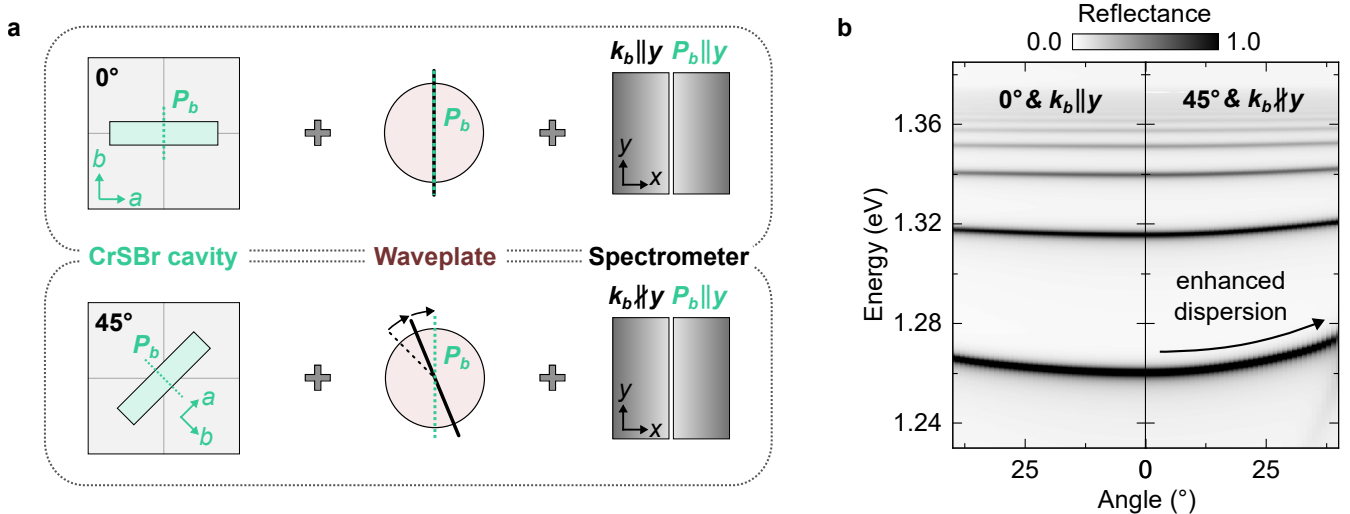 a
0°
P_b
b
a
P_b
k_b∥y P_b∥y
y
x
CrSBr cavity
Waveplate
Spectrometer
45°
P_b
a
b
P_b
k_b∦y P_b∥y
y
x
b
Reflectance
0.0
1.0
0° & k_b∥y
45° & k_b∦y
1.36
1.32
1.28
1.24
Energy (eV)
enhanced
dispersion
25
0
25
Angle (°)